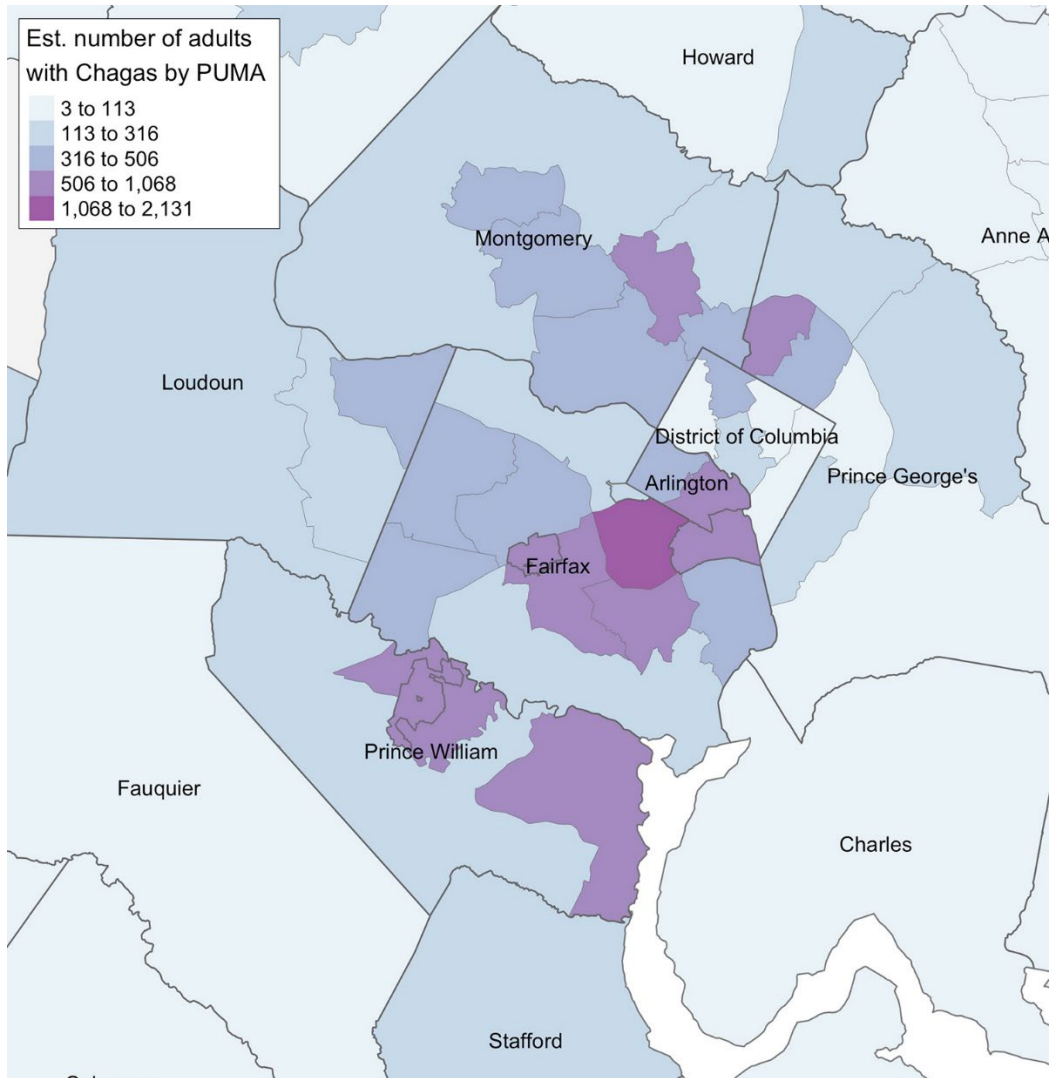 Est. number of adults
with Chagas by PUMA
3 to 113
113 to 316
316 to 506
506 to 1,068
1,068 to 2,131
Howard
Montgomery
Anne A
Loudoun
District of Columbia
Arlington
Prince George's
Fairfax
Prince William
Fauquier
Charles
Stafford